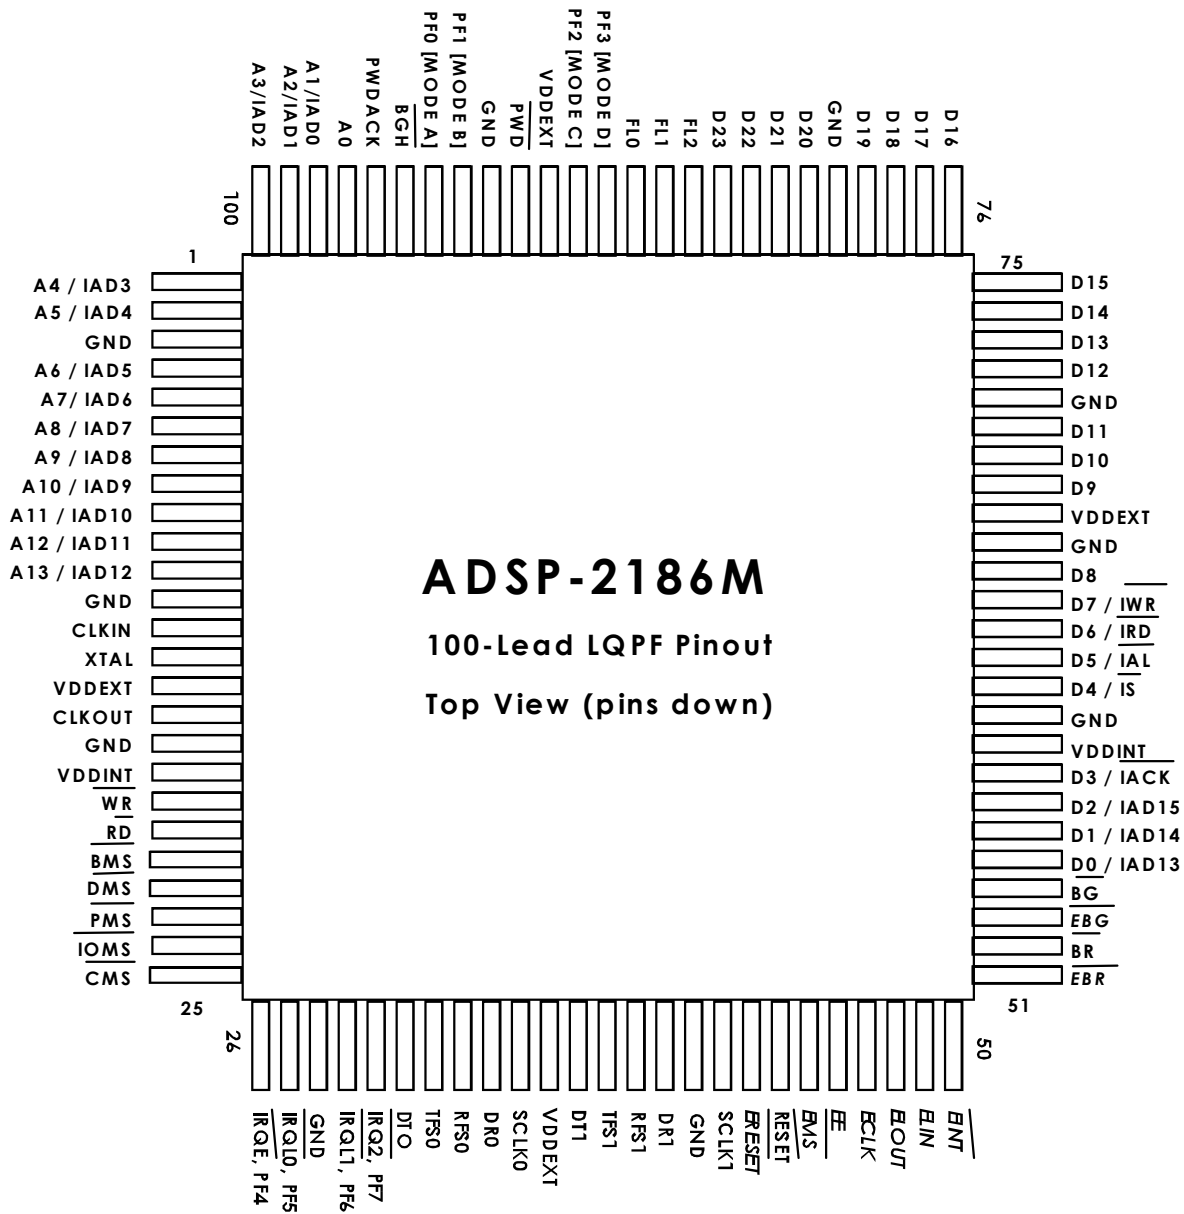 A3/IAD2
A2/IAD1
A1/IAD0
A0
PWDACK
BGH
PF0 [MODE A]
PF1 [MODE B]
GND
PWD
VDDEXT
PF2 [MODE C]
PF3 [MODE D]
FL0
FL1
FL2
D23
D22
D21
D20
GND
D19
D18
D17
D16
100
76
1
75
A4 / IAD3
A5 / IAD4
GND
A6 / IAD5
A7/ IAD6
A8 / IAD7
A9 / IAD8
A10 / IAD9
A11 / IAD10
A12 / IAD11
A13 / IAD12
GND
CLKIN
XTAL
VDDEXT
CLKOUT
GND
VDDINT
WR
RD
BMS
DMS
PMS
IOMS
CMS
ADSP-2186M
100-Lead LQPF Pinout
Top View (pins down)
D15
D14
D13
D12
GND
D11
D10
D9
VDDEXT
GND
D8
D7 / IWR
D6 / IRD
D5 / IAL
D4 / IS
GND
VDDINT
D3 / IACK
D2 / IAD15
D1 / IAD14
D0 / IAD13
BG
EBG
BR
EBR
25
51
26
50
IRQE, PF4
IRQL0, PF5
GND
IRQL1, PF6
IRQ2, PF7
DTO
TFS0
RFS0
DR0
SCLK0
VDDEXT
DT1
TFS1
RFS1
DR1
GND
SCLK1
ERESET
RESET
EMS
EE
ECLK
ELOUT
ELIN
EINT